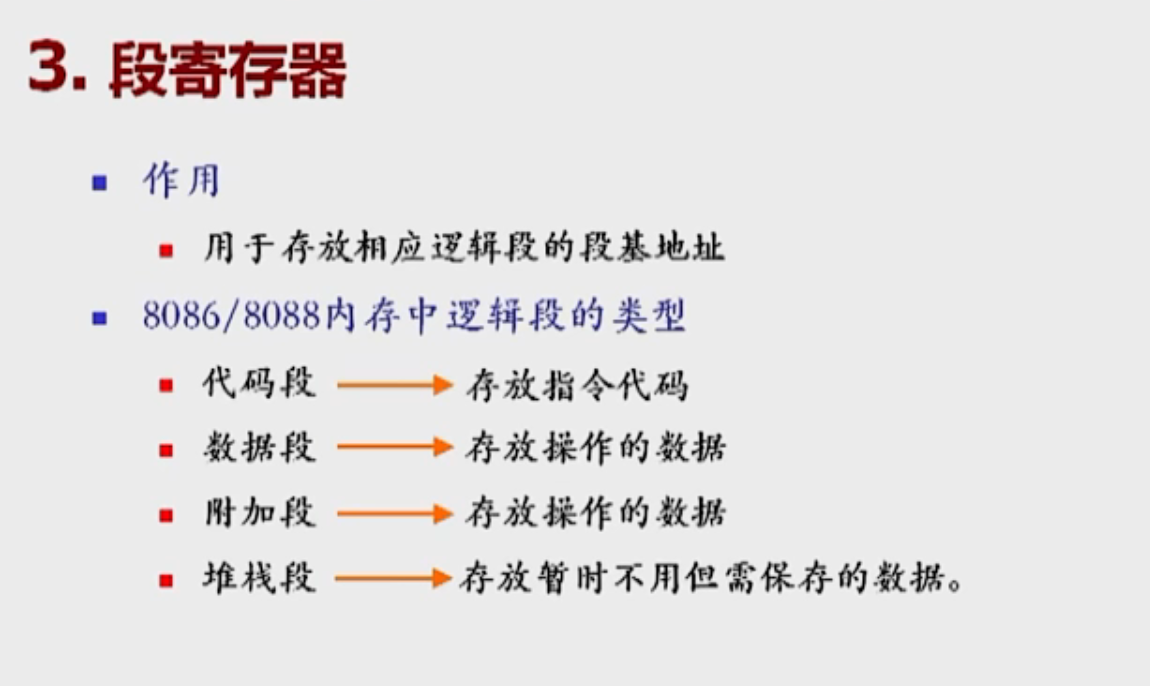 3. 段寄存器
作用
用于存放相应逻辑段的段基地址
8086/8088内存中逻辑段的类型
代码段 存放指令代码
数据段 存放操作的数据
附加段 存放操作的数据
堆栈段 存放暂时不用但需保存的数据。